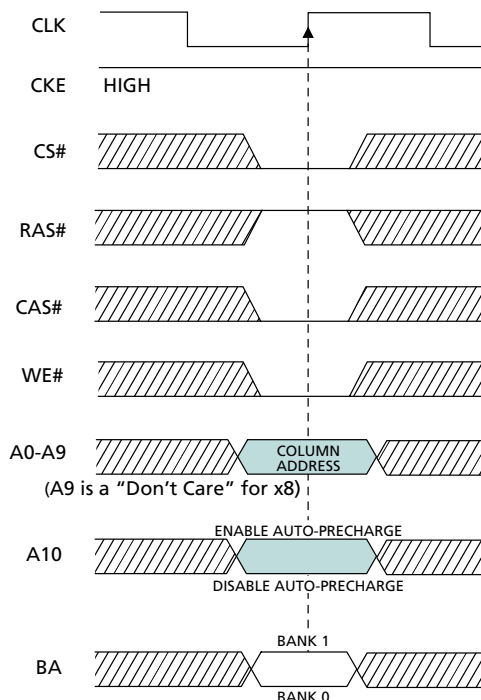 CLK
CKE HIGH
CS#
RAS#
CAS#
WE#
A0-A9 COLUMN
ADDRESS
(A9 is a “Don’t Care” for x8)
ENABLE AUTO-PRECHARGE
A10
DISABLE AUTO-PRECHARGE
BANK 1
BA
BANK 0